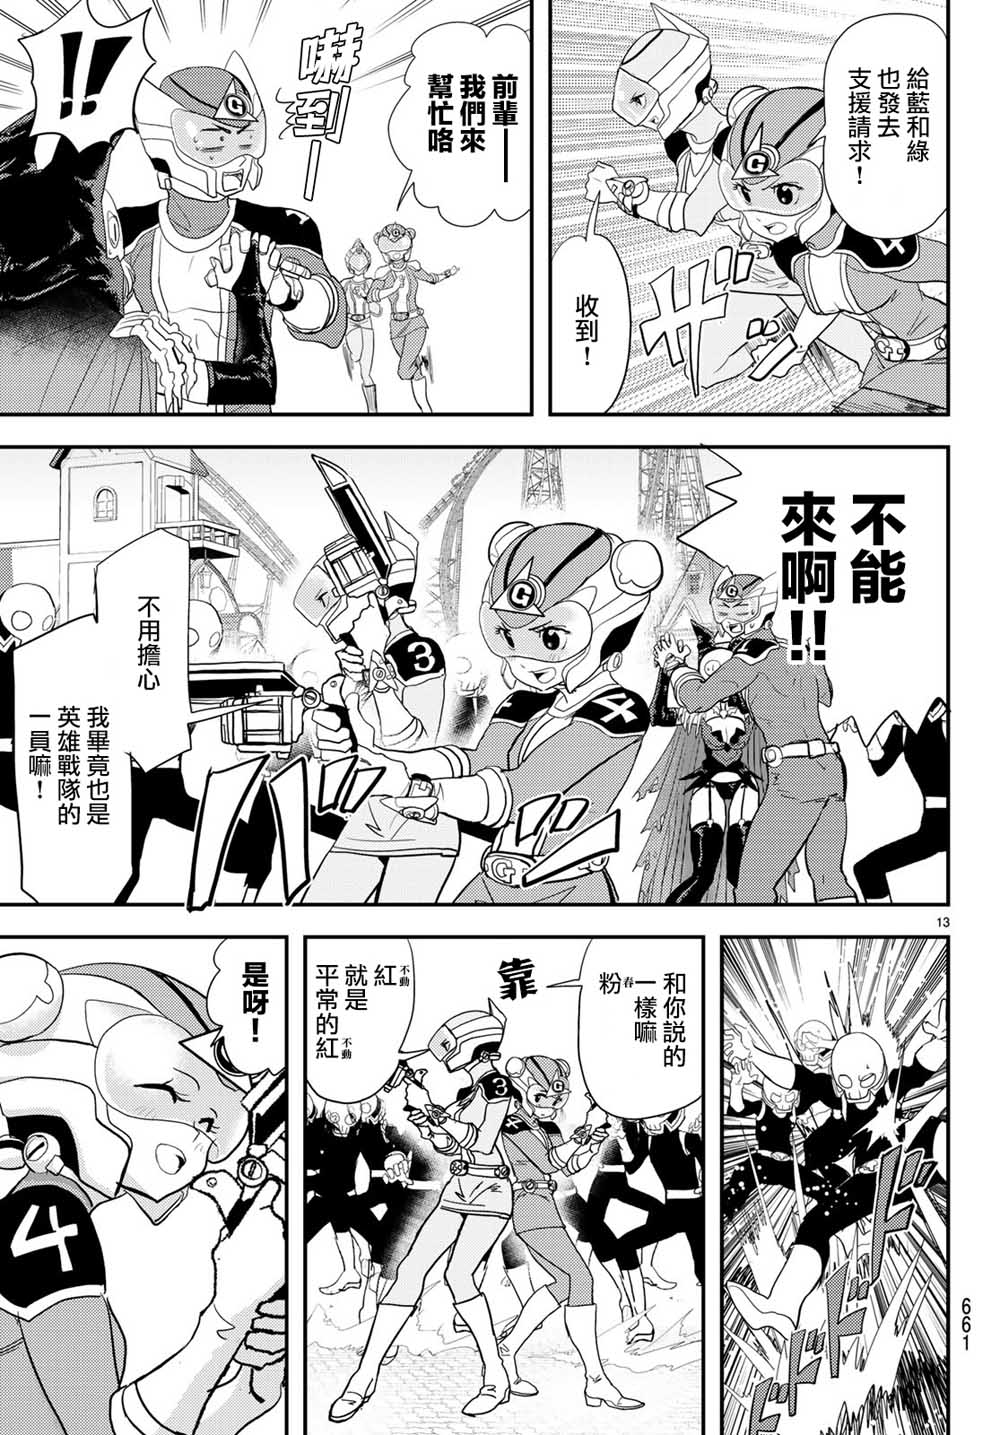 給藍和綠
也發去
支援請求！
收到！
前輩——
我們來
幫忙咯
嚇到——
!!
G
G
不能
來啊!!
不用擔心
我畢竟也是
英雄戰隊的
一員嘛！
G
3
4
G
13
和你說的
一樣嘛
粉春
靠
紅不動
就是
平常的紅不動
3
是呀！
4
661